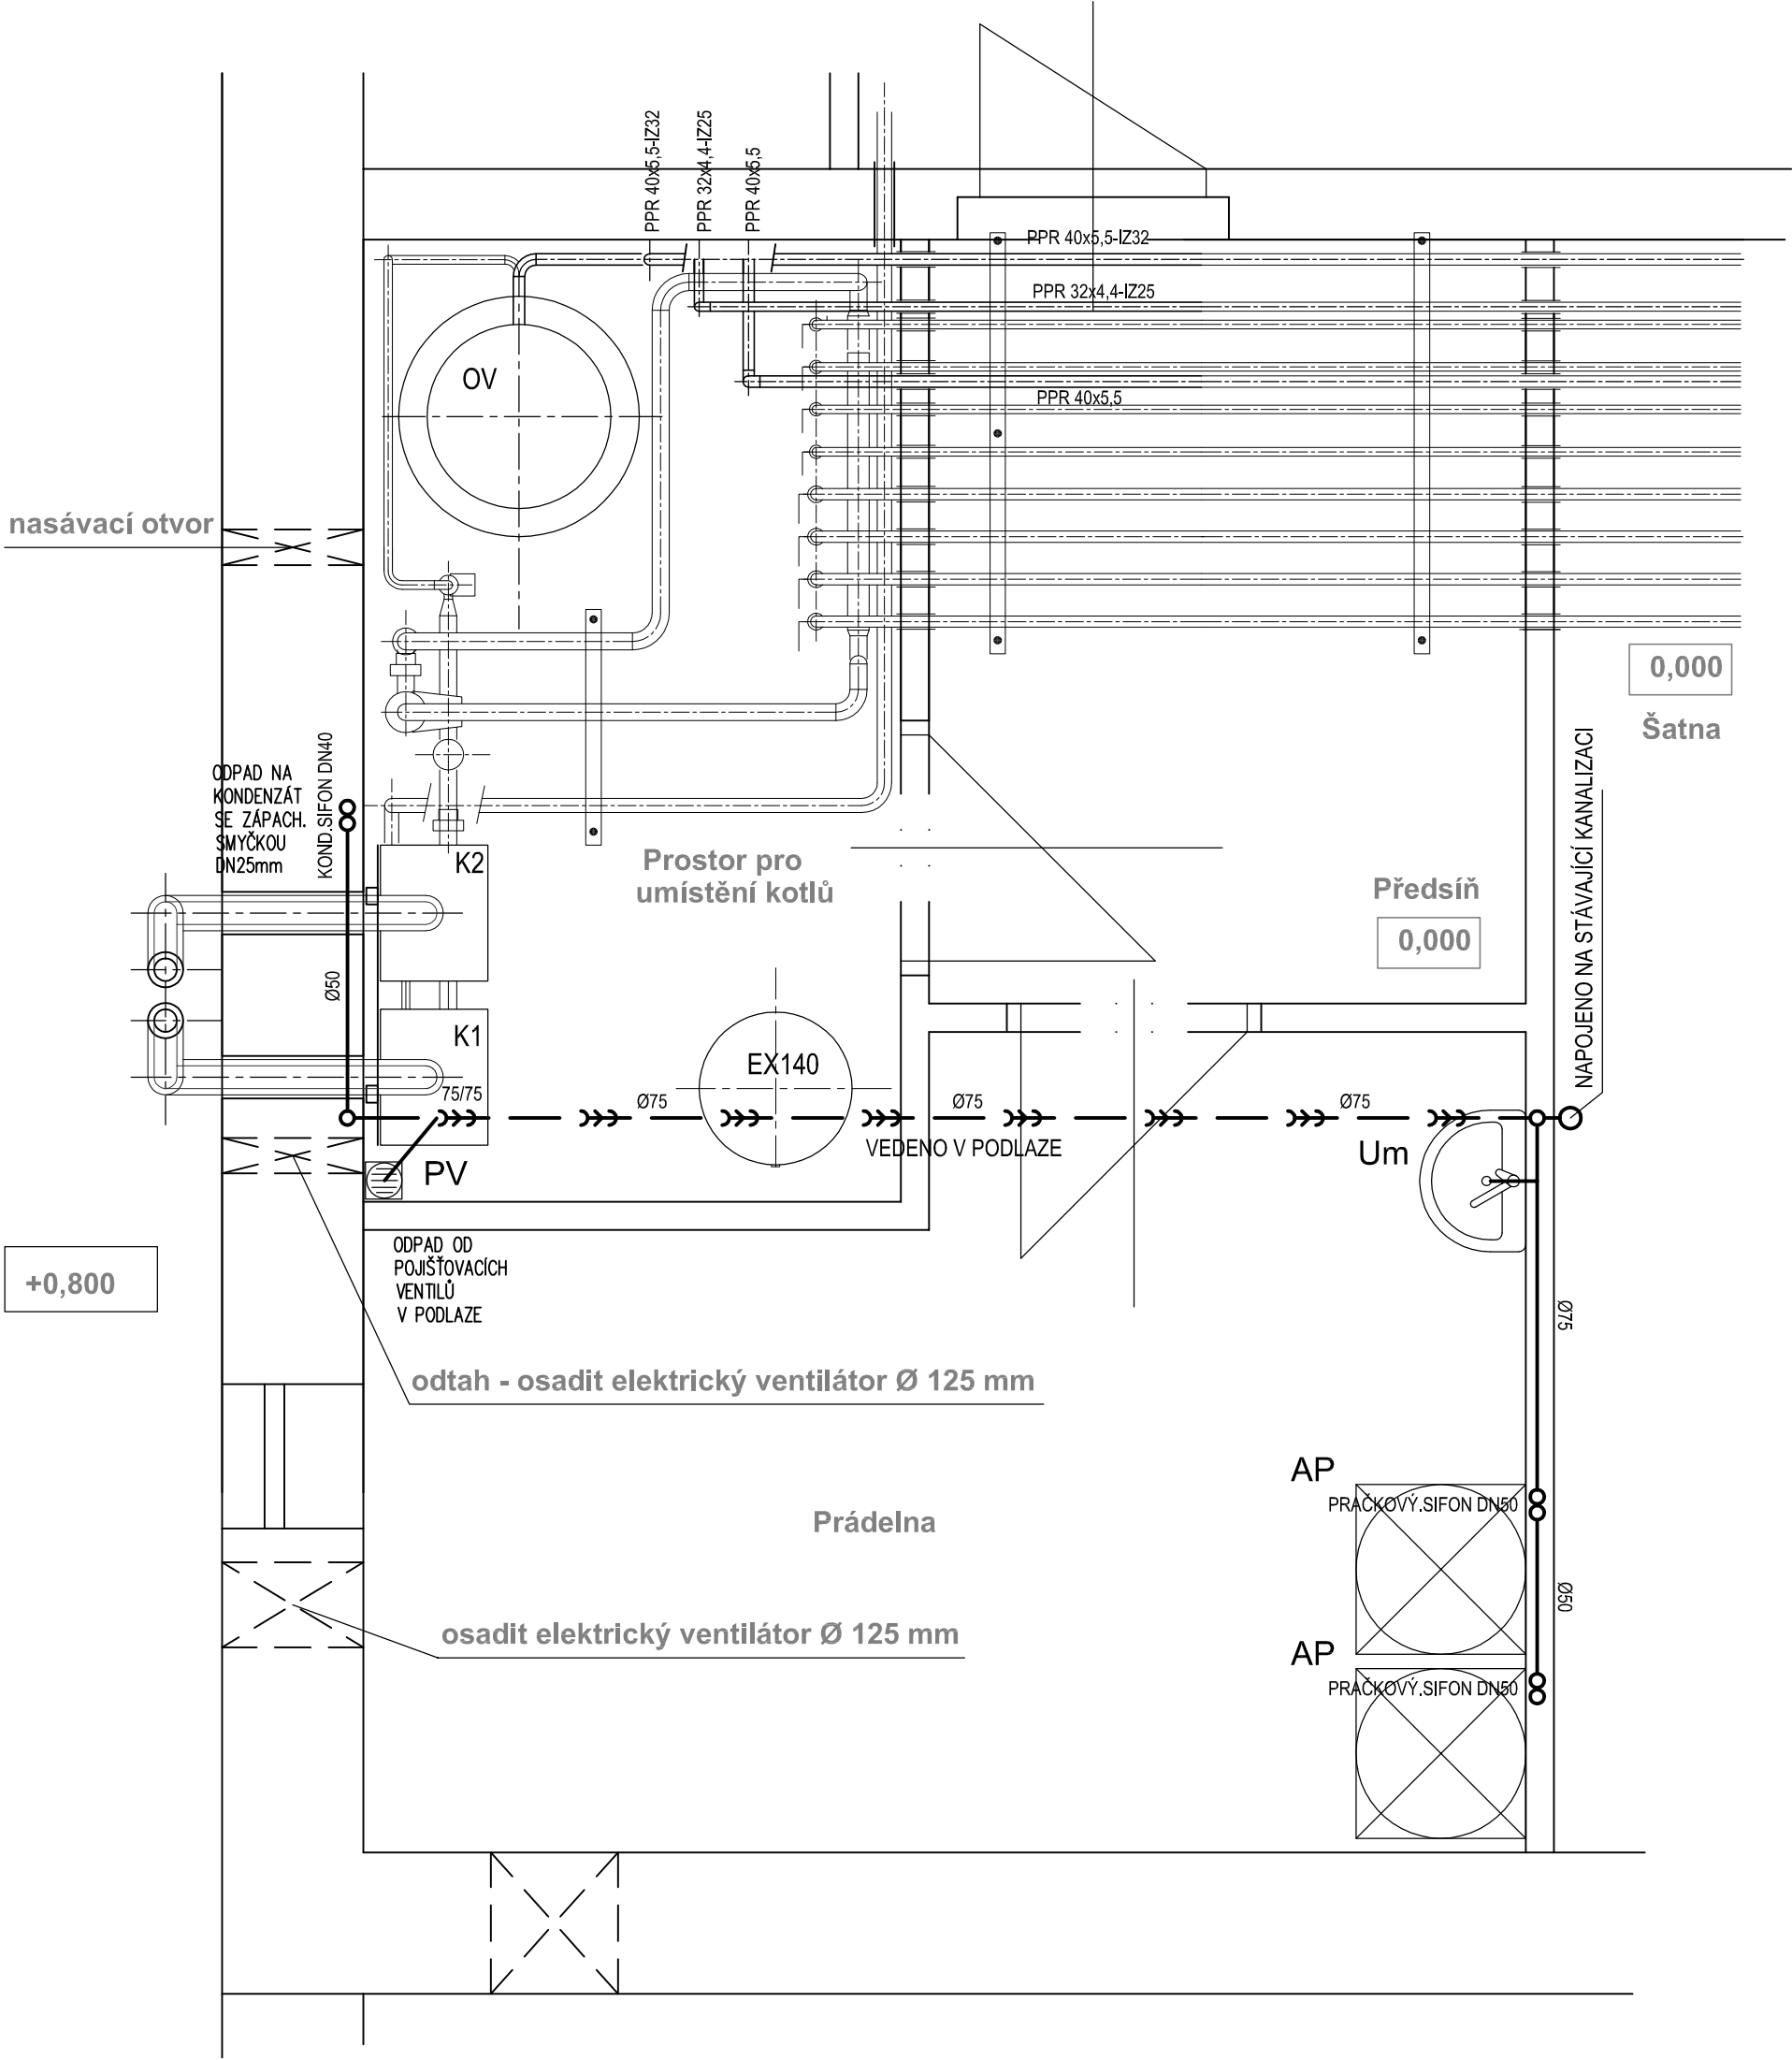 PPR 40x5,5-IZ32
PPR 32x4,4-IZ25
PPR 40x5,5
PPR 40x5,5-IZ32
PPR 32x4,4-IZ25
OV
PPR 40x5,5
nasávací otvor
0,000
Šatna
ODPAD NA
KONDENZÁT
SE ZÁPACH.
SMYČKOU
DN25mm
KOND.SIFON DN40
K2
Prostor pro
umístění kotlů
Předsíň
0,000
NAPOJENO NA STÁVAJÍCÍ KANALIZACI
Ø50
K1
EX140
75/75
Ø75
Ø75
Ø75
VEDENO V PODLAZE
Um
PV
ODPAD OD
POJIŠŤOVACÍCH
VENTILŮ
V PODLAZE
+0,800
Ø75
odtah - osadit elektrický ventilátor Ø 125 mm
AP
PRAČKOVÝ.SIFON DN50
Prádelna
Ø50
osadit elektrický ventilátor Ø 125 mm
AP
PRAČKOVÝ.SIFON DN50